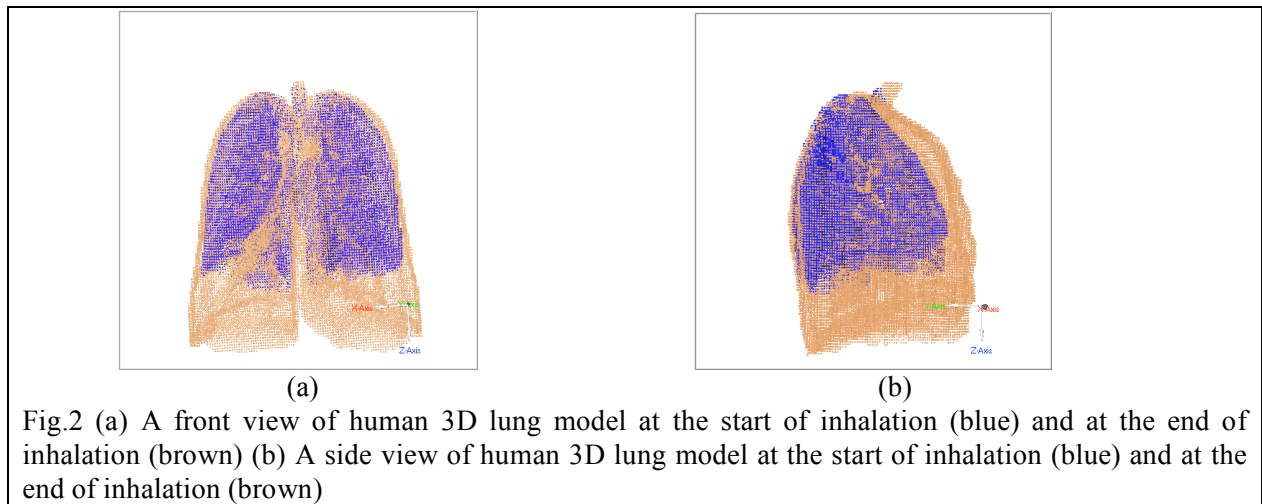 X-Axis
Z-Axis
Y-Axis
X-Axis
Z-Axis
(a)
(b)
Fig.2 (a) A front view of human 3D lung model at the start of inhalation (blue) and at the end of
inhalation (brown) (b) A side view of human 3D lung model at the start of inhalation (blue) and at the
end of inhalation (brown)